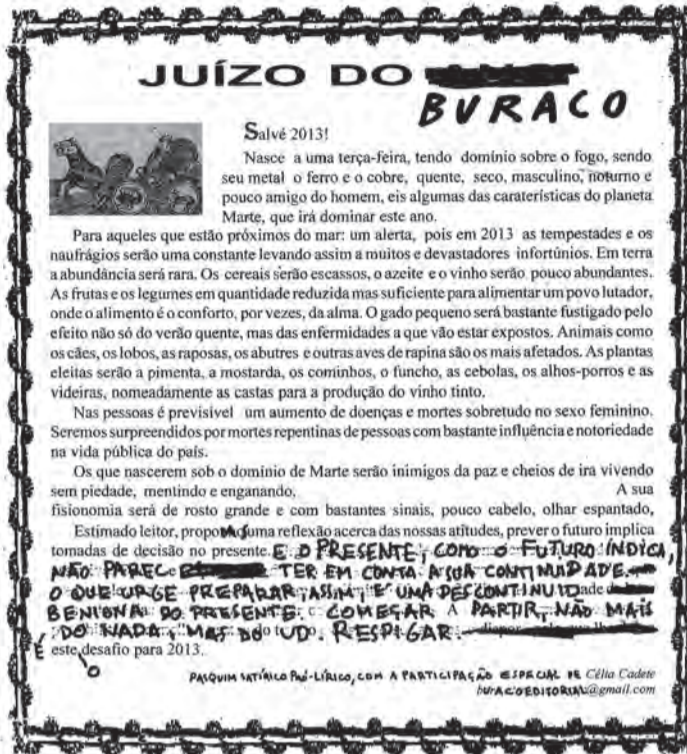 JUÍZO DO
BURACO
Salvé 2013!
Nasce a uma terça-feira, tendo domínio sobre o fogo, sendo
seu metal o ferro e o cobre, quente, seco, masculino, noturno e
pouco amigo do homem, eis algumas das caraterísticas do planeta
Marte, que irá dominar este ano.
Para aqueles que estão próximos do mar: um alerta, pois em 2013 as tempestades e os
naufrágios serão uma constante levando assim a muitos e devastadores infortúnios. Em terra
a abundância será rara. Os cereais serão escassos, o azeite e o vinho serão pouco abundantes.
As frutas e os legumes em quantidade reduzida mas suficiente para alimentar um povo lutador,
onde o alimento é o conforto, por vezes, da alma. O gado pequeno será bastante fustigado pelo
efeito não só do verão quente, mas das enfermidades a que vão estar expostos. Animais como
os cães, os lobos, as raposas, os abutres e outras aves de rapina são os mais afetados. As plantas
eleitas serão a pimenta, a mostarda, os cominhos, o funcho, as cebolas, os alhos-porros e as
videiras, nomeadamente as castas para a produção do vinho tinto.
Nas pessoas é previsível um aumento de doenças e mortes sobretudo no sexo feminino.
Seremos surpreendidos por mortes repentinas de pessoas com bastante influência e notoriedade
na vida pública do país.
Os que nascerem sob o domínio de Marte serão inimigos da paz e cheios de ira vivendo
sem piedade, mentindo e enganando, A sua
fisionomia será de rosto grande e com bastantes sinais, pouco cabelo, olhar espantado,
Estimado leitor, propomos uma reflexão acerca das nossas atitudes, prever o futuro implica
tomadas de decisão no presente. E O PRESENTE, COMO O FUTURO INDICA,
NÃO PARECE TER EM CONTA A SUA CONTINUIDADE.
O QUE URGE PREPARAR, ASSIM, É UMA DESCONTINUIDade
BENIGNA DO PRESENTE: COMEÇAR A PARTIR, NÃO MAIS
DO NADA, MAS DO tUDO. RESPIGAR.
É este o desafio para 2013.
PASQUIM SATÍRICO PRÓ-LÍRICO, COM A PARTICIPAÇÃO ESPECIAL DE Célia Cadete
buracoeditorial@gmail.com